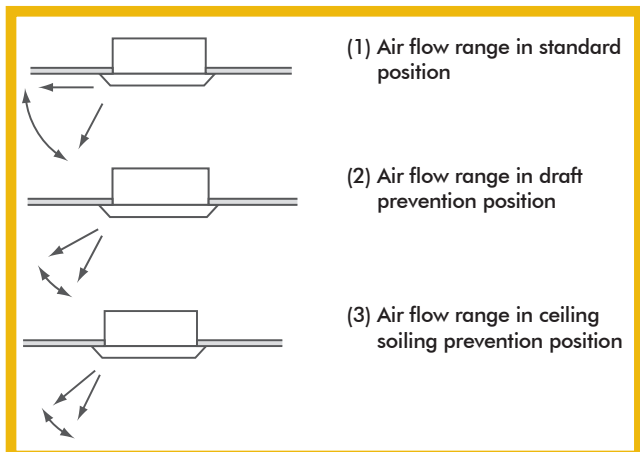 (1) Air flow range in standard
position
(2) Air flow range in draft
prevention position
(3) Air flow range in ceiling
soiling prevention position